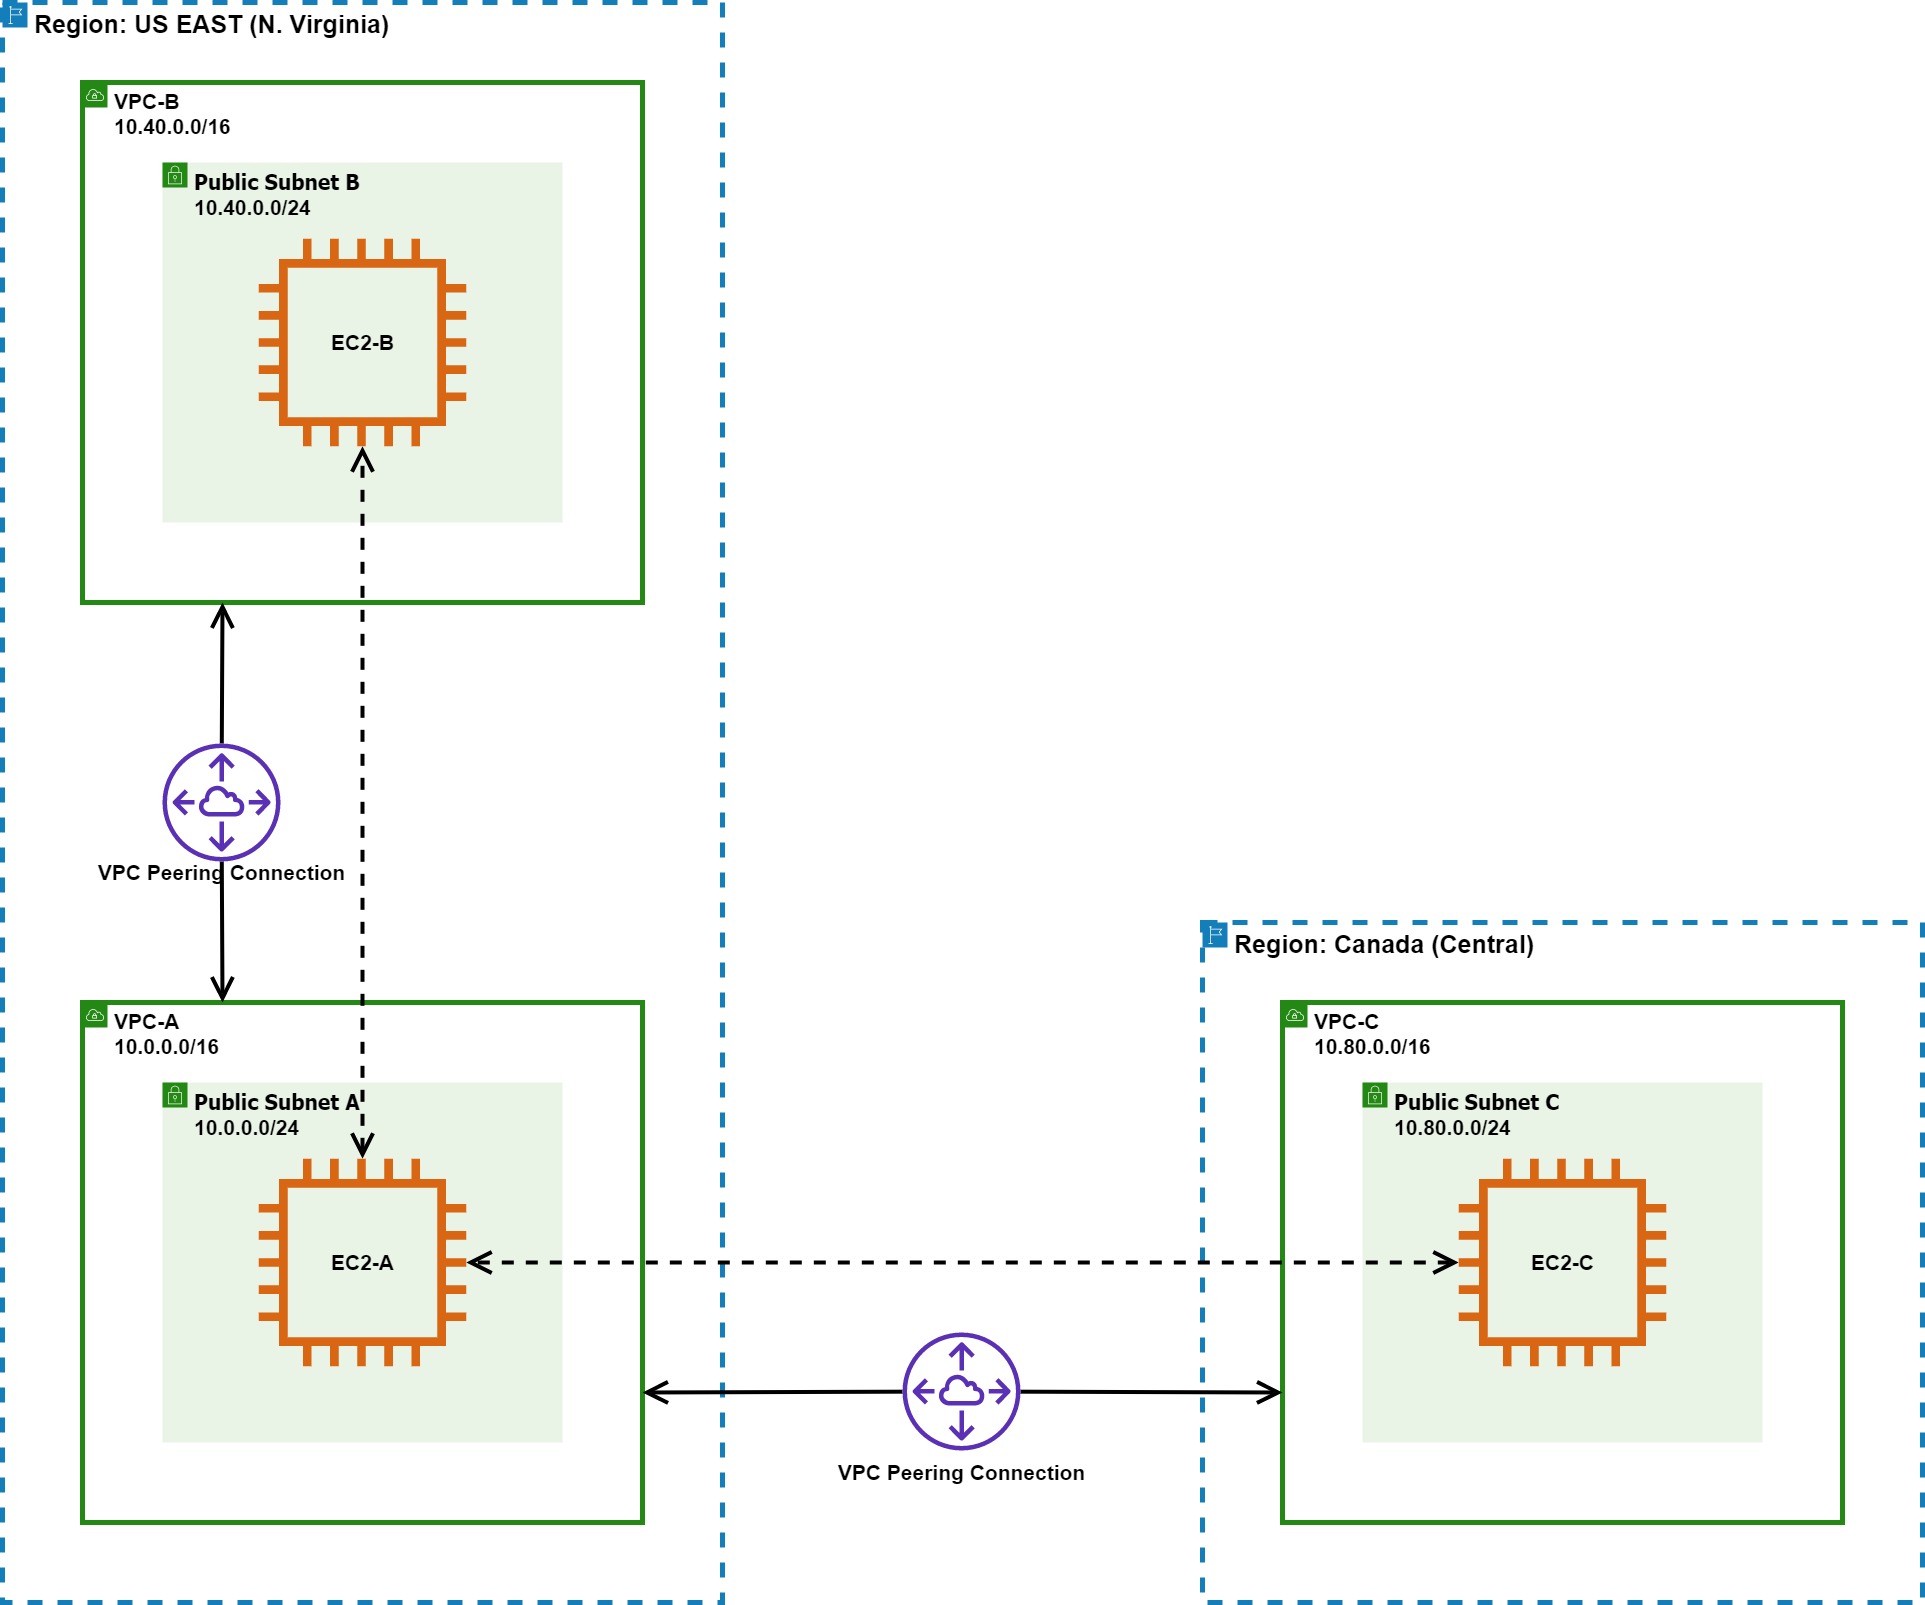 Region: US EAST (N. Virginia)
VPC-B
10.40.0.0/16
Public Subnet B
10.40.0.0/24
EC2-B
VPC Peering Connection
VPC-A
10.0.0.0/16
Public Subnet A
10.0.0.0/24
EC2-A
Region: Canada (Central)
VPC-C
10.80.0.0/16
Public Subnet C
10.80.0.0/24
EC2-C
VPC Peering Connection